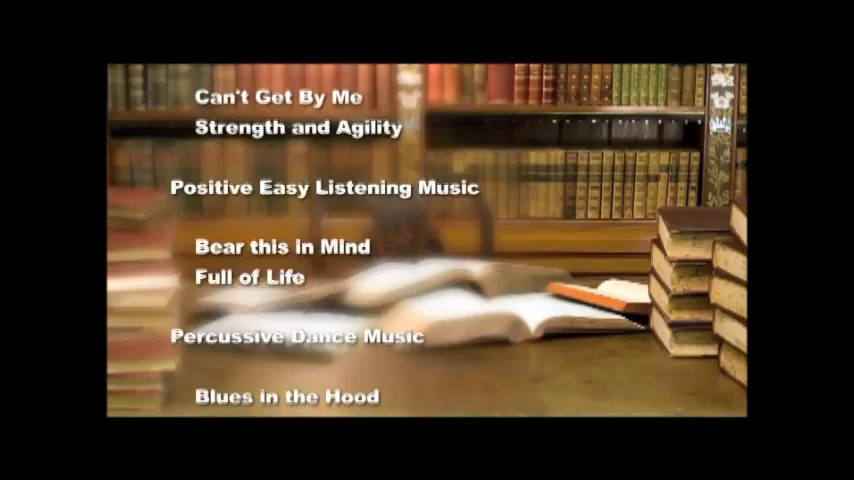 Can't Get By Me
Strength and Agility
Positive Easy Listening Music
Bear this in Mind
Full of Life
Percussive Dance Music
Blues in the Hood